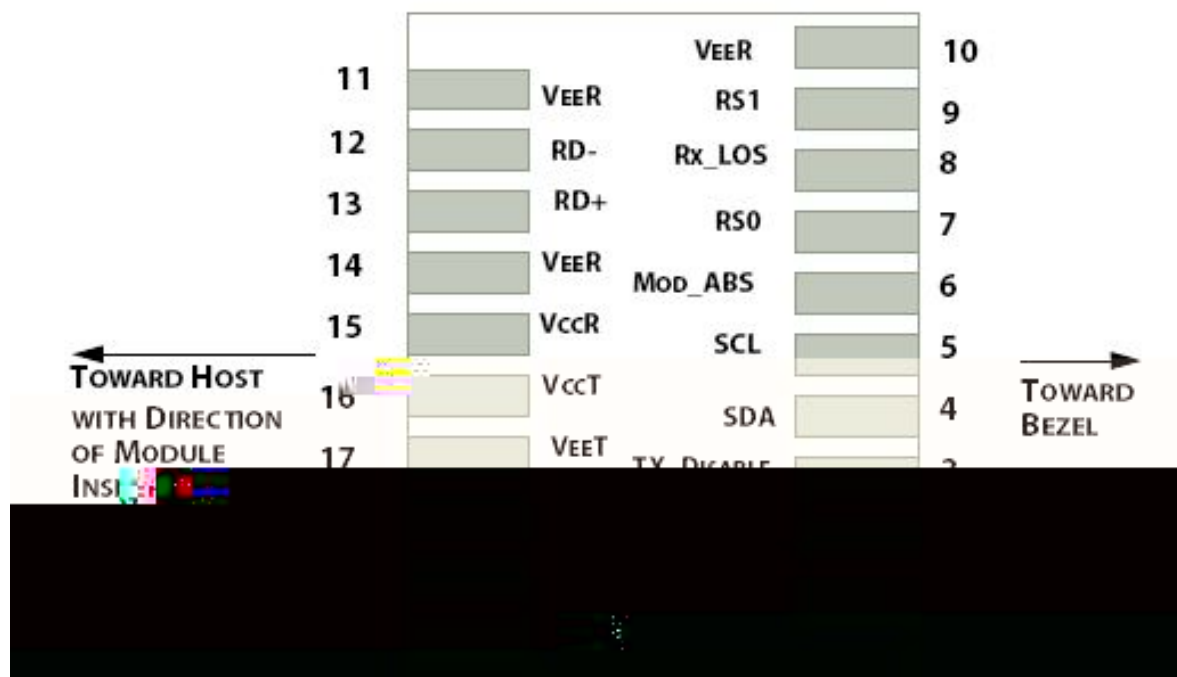 VEER 10
11 VEER
RS1 9
12 RD-
Rx_LOS 8
13 RD+
RS0 7
14 VEER
MOD_ABS 6
15 VccR
SCL 5
TOWARD HOST
WITH DIRECTION
OF MODULE
16 VccT
SDA 4
TOWARD
BEZEL
17 VEET
TX_DISABLE